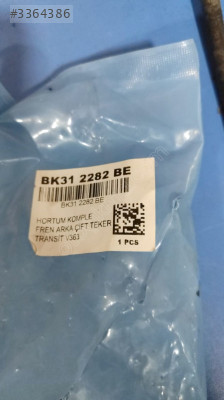 #3364386
BK31 2282 BE
BK31 2282 BE
HORTUM KOMPLE
FREN ARKA ÇİFT TEKER
TRANSIT V363
1 PCS